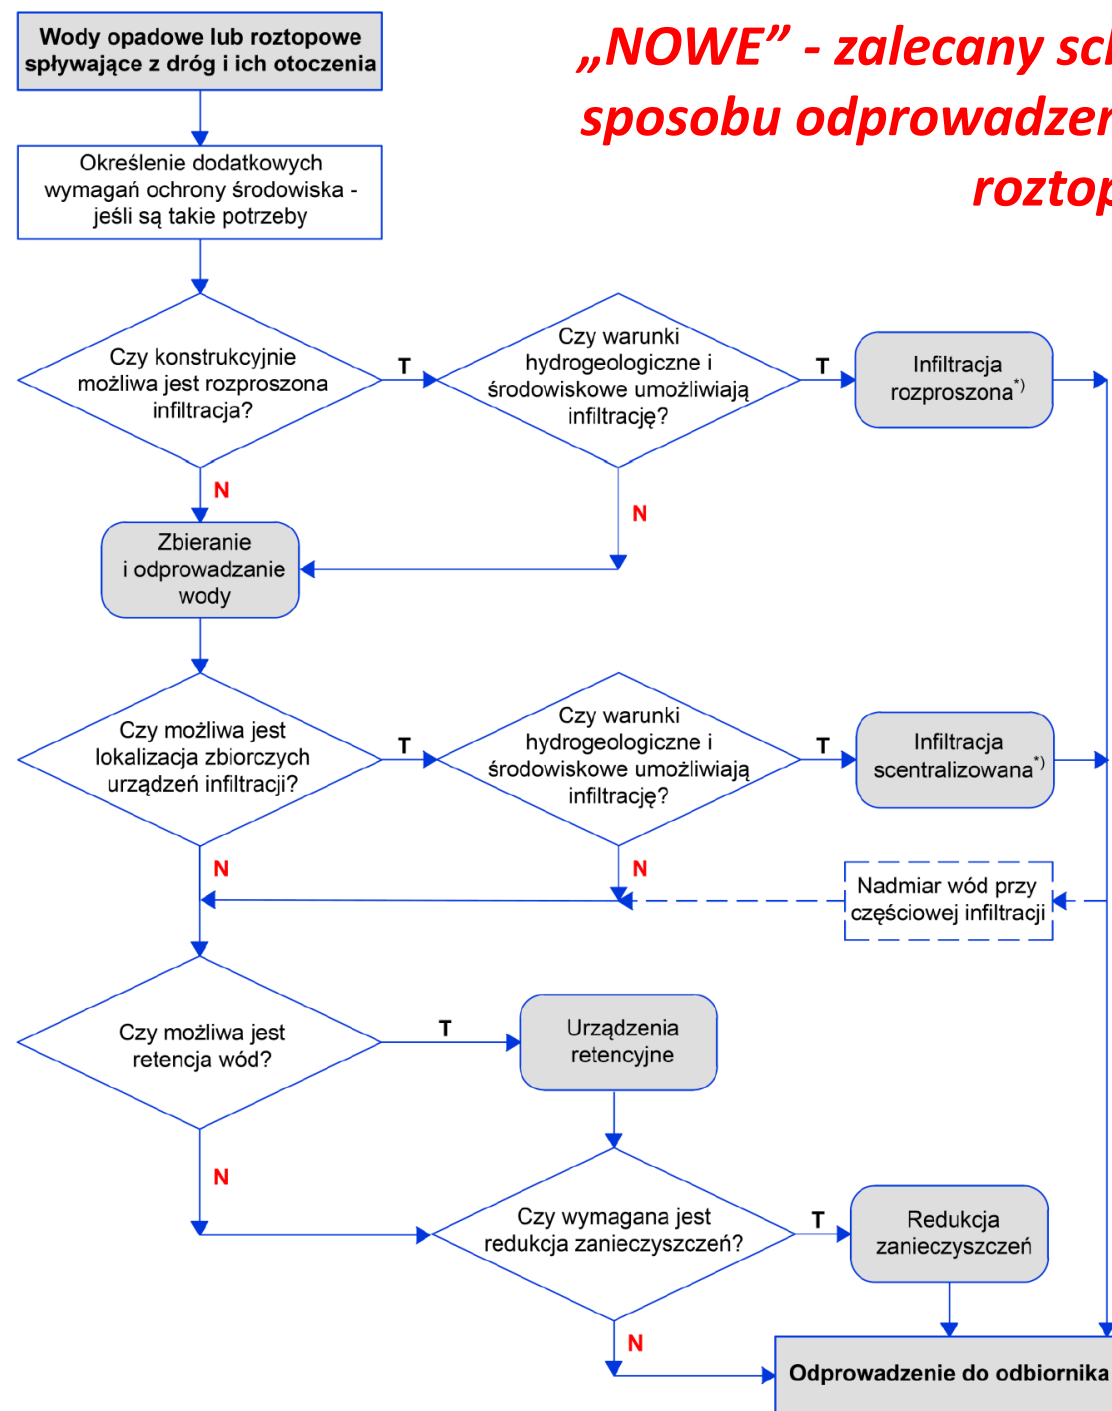 Wody opadowe lub roztopowe
spływające z dróg i ich otoczenia
„NOWE” - zalecany
sposobu
Określenie dodatkowych
wymagań ochrony środowiska -
jeśli są takie potrzeby
Czy konstrukcyjnie
możliwa jest rozproszona
infiltracja?
T
Czy warunki
hydrogeologiczne i
środowiskowe umożliwiają
infiltrację?
T
Infiltracja
rozproszona*)
N
N
Zbieranie
i odprowadzanie
wody
Czy możliwa jest
lokalizacja zbiorczych
urządzeń infiltracji?
T
Czy warunki
hydrogeologiczne i
środowiskowe umożliwiają
infiltrację?
T
Infiltracja
scentralizowana*)
N
N
Nadmiar wód przy
częściowej infiltracji
Czy możliwa jest
retencja wód?
T
Urządzenia
retencyjne
N
Czy wymagana jest
redukcja zanieczyszczeń?
T
Redukcja
zanieczyszczeń
N
Odprowadzenie do odbiornika